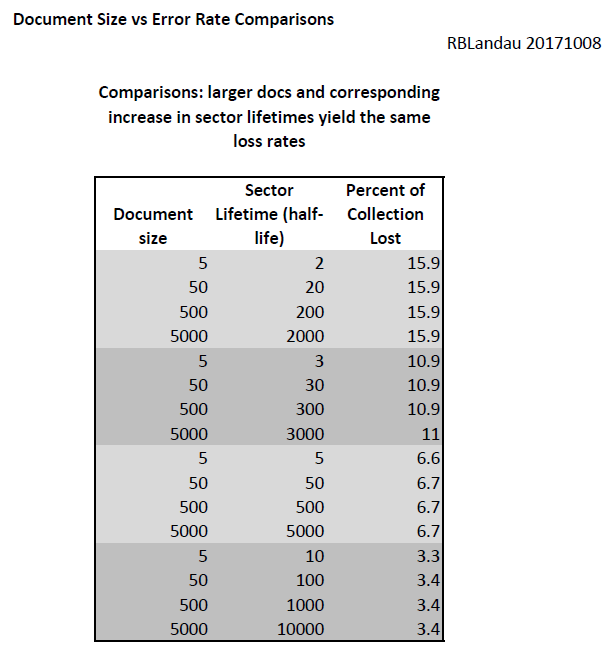 Document Size vs Error Rate Comparisons
RBLandau 20171008
Comparisons: larger docs and corresponding
increase in sector lifetimes yield the same
loss rates
Document size Sector Lifetime (half-life) Percent of Collection Lost
5 2 15.9
50 20 15.9
500 200 15.9
5000 2000 15.9
5 3 10.9
50 30 10.9
500 300 10.9
5000 3000 11
5 5 6.6
50 50 6.7
500 500 6.7
5000 5000 6.7
5 10 3.3
50 100 3.4
500 1000 3.4
5000 10000 3.4